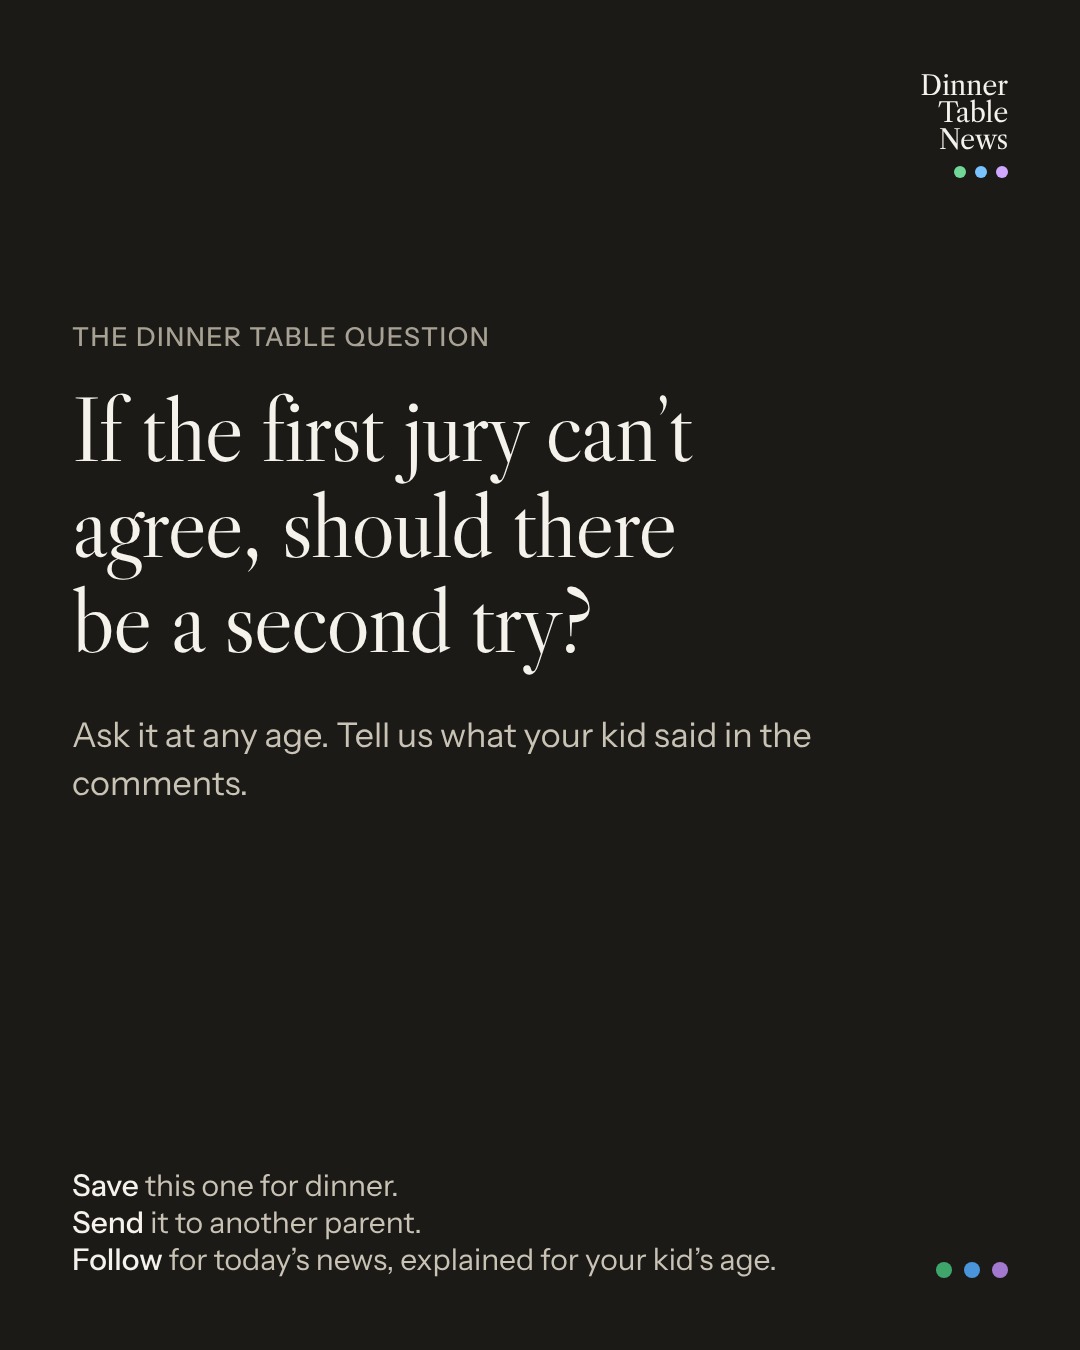 Dinner
Table
News
THE DINNER TABLE QUESTION
If the first jury can’t
agree, should there
be a second try?
Ask it at any age. Tell us what your kid said in the
comments.
Save this one for dinner.
Send it to another parent.
Follow for today’s news, explained for your kid’s age.